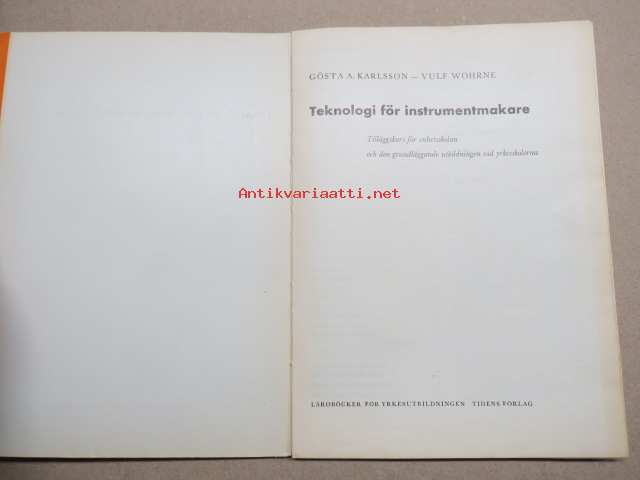 GÖSTA A. KARLSSON — VULF WOHRNE
Teknologi för instrumentmakare
Tilläggskurs för enhetsskolan
och den grundläggande utbildningen vid yrkesskolorna
Antikvariaatti.net
LÄROBÖCKER FÖR YRKESUTBILDNINGEN TIDENS FÖRLAG